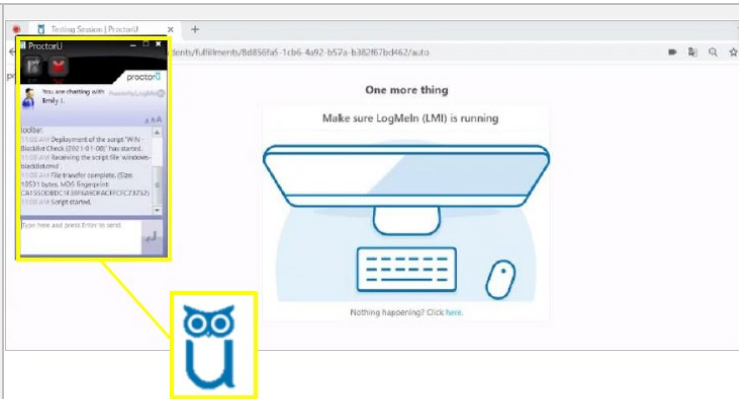 Testing Session | ProctorU
ProctorU
dents/fulfillments/8d856fa5-1cb6-4a92-b57a-b382f67bd462/auto
proctorU
You are chatting with
Emily J.
toolbar.
11:00 AM Deployment of the script "WIN -
Blacklist Check (2021-01-08)" has started.
11:00 AM Receiving the script file 'windows-
blacklist.cmd'.
11:00 AM File transfer complete. (Size:
10531 bytes, MD5 fingerprint:
11:00 AM Script started.
Type here and press Enter to send
One more thing
Make sure LogMeIn (LMI) is running
Nothing happening? Click here.